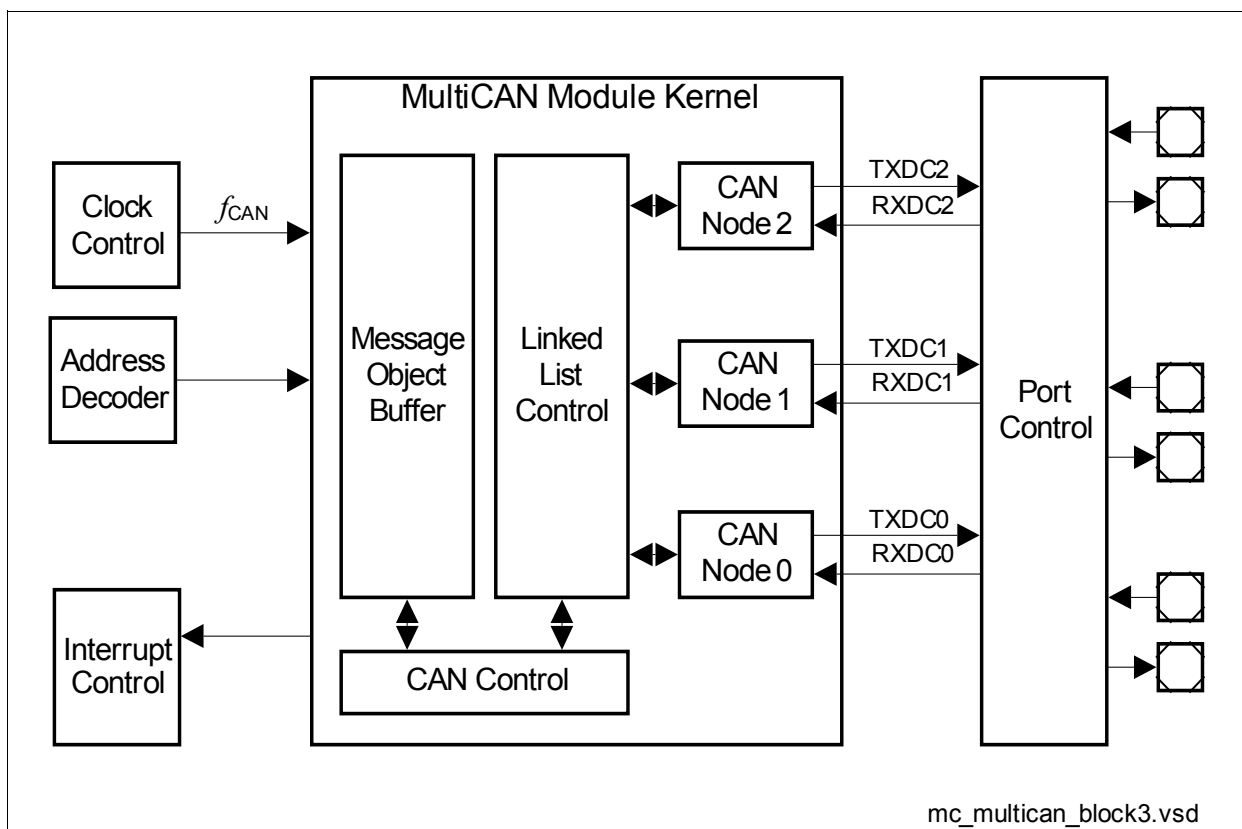 MultiCAN Module Kernel
Clock
Control
fCAN
Address
Decoder
Interrupt
Control
Message
Object
Buffer
Linked
List
Control
CAN
Node 2
CAN
Node 1
CAN
Node 0
CAN Control
TXDC2
RXDC2
TXDC1
RXDC1
TXDC0
RXDC0
Port
Control
mc_multican_block3.vsd